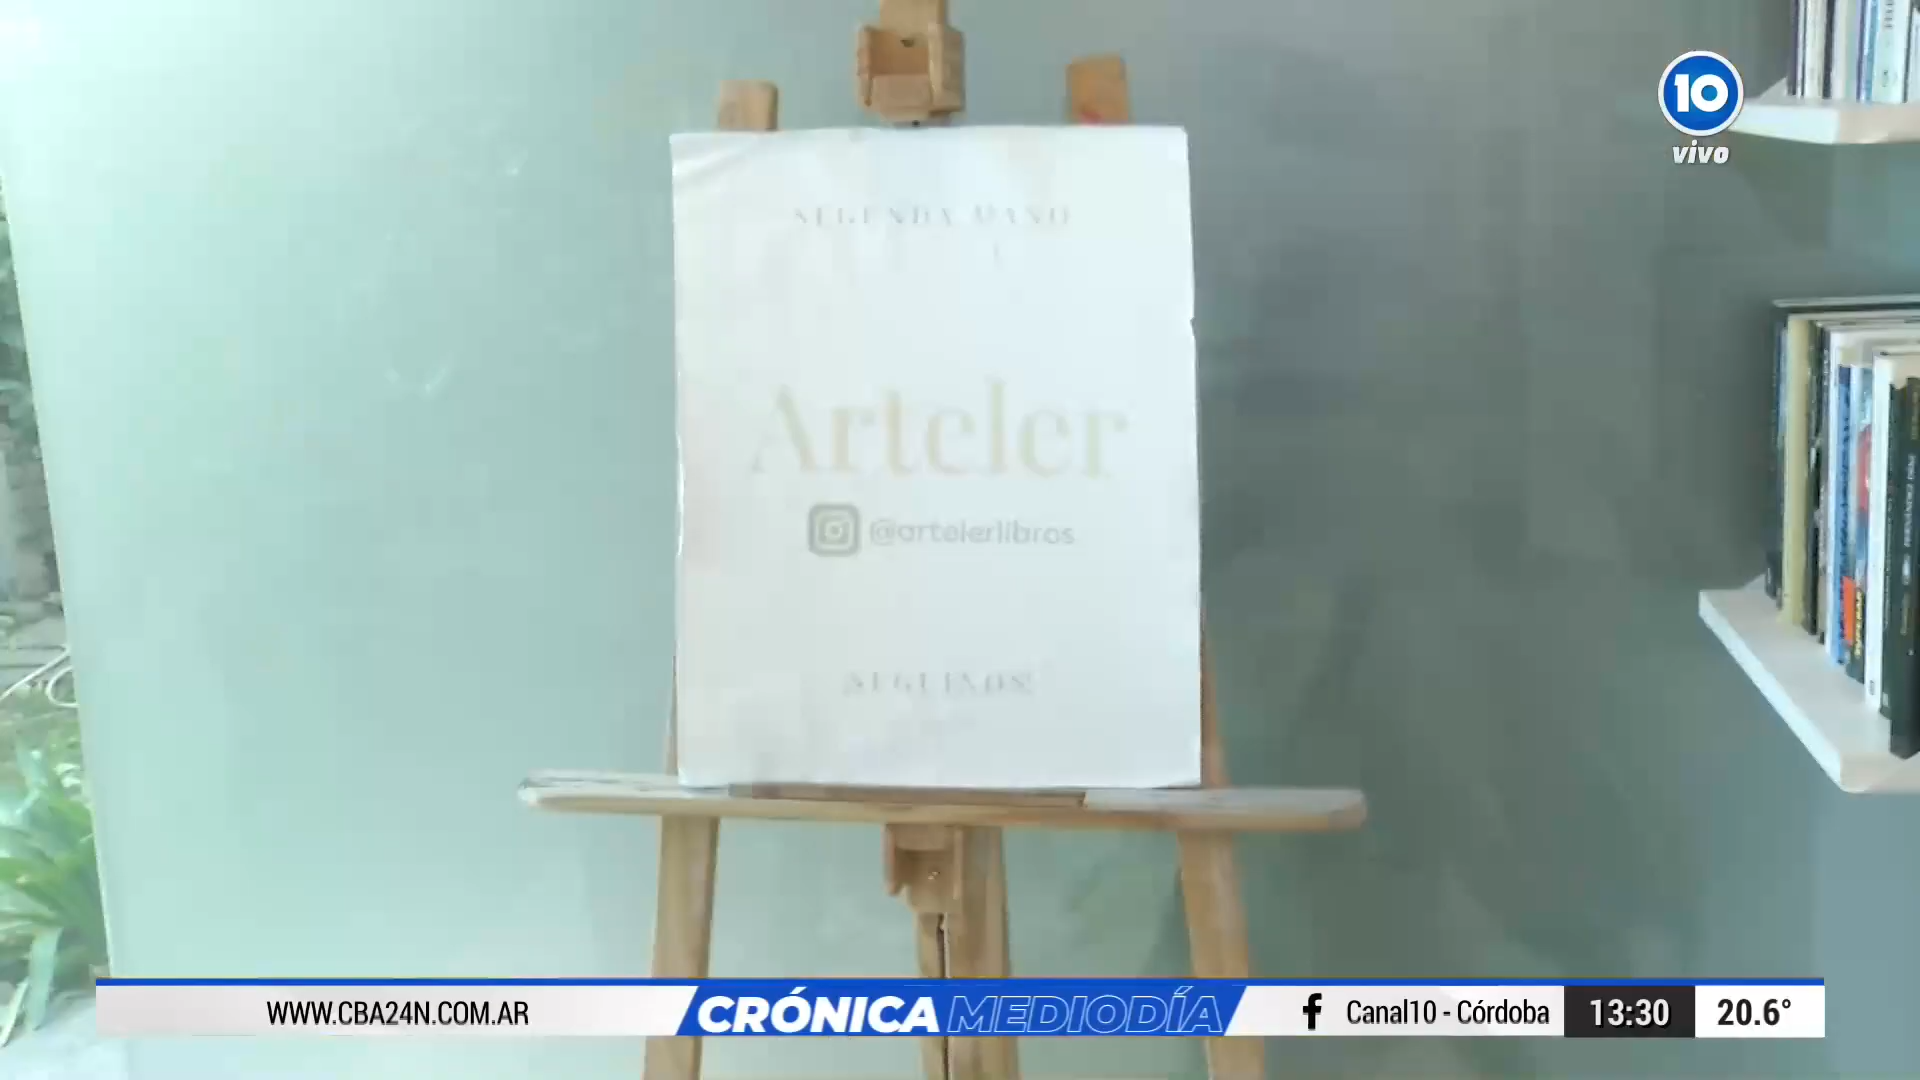 10
vivo
SEGUNDA MANO
Arteler
@artelerlibros
¡SEGUINOS!
WWW.CBA24N.COM.AR
CRÓNICA MEDIODÍA
Canal10 - Córdoba
13:30
20.6°